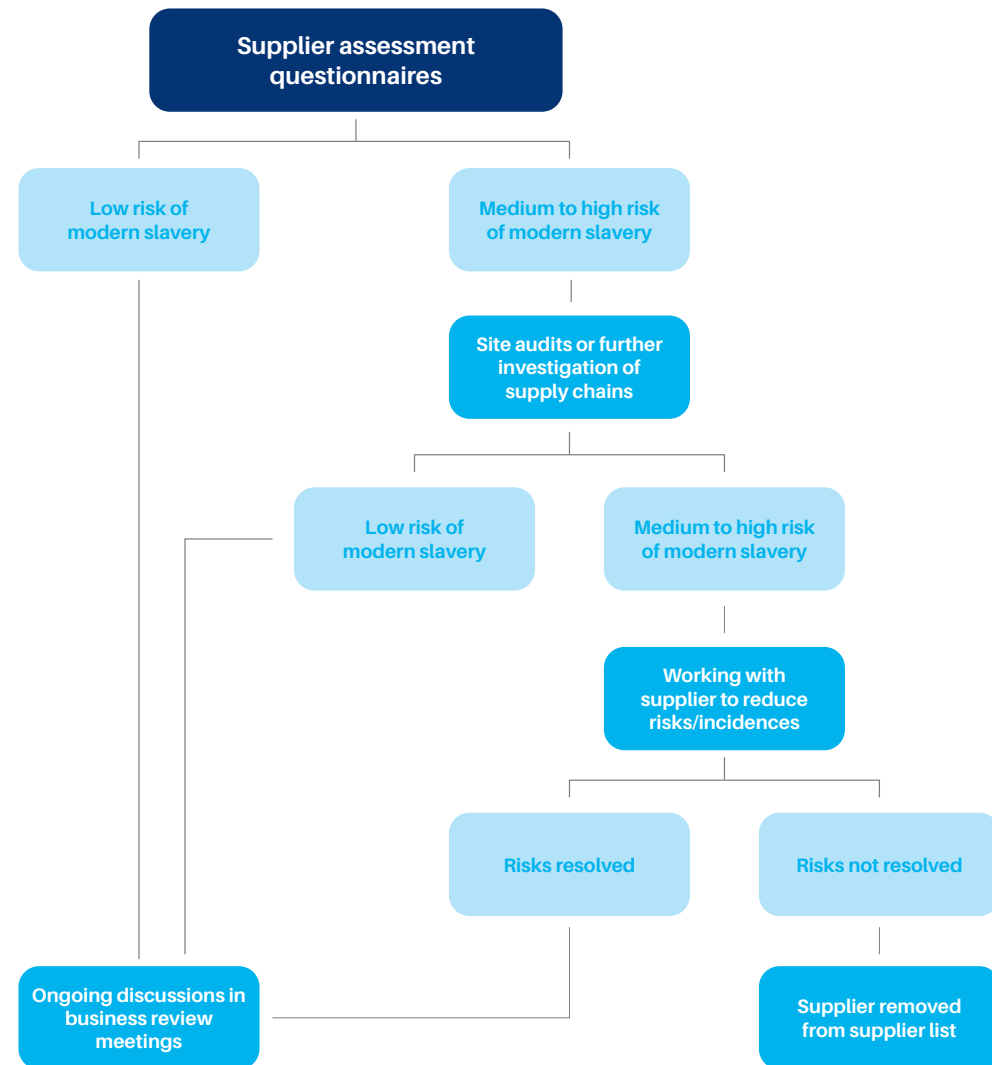 Supplier assessment
questionnaires
Low risk of
modern slavery
Medium to high risk
of modern slavery
Site audits or further
investigation of
supply chains
Low risk of
modern slavery
Medium to high risk
of modern slavery
Working with
supplier to reduce
risks/incidences
Risks resolved
Risks not resolved
Ongoing discussions in
business review
meetings
Supplier removed
from supplier list